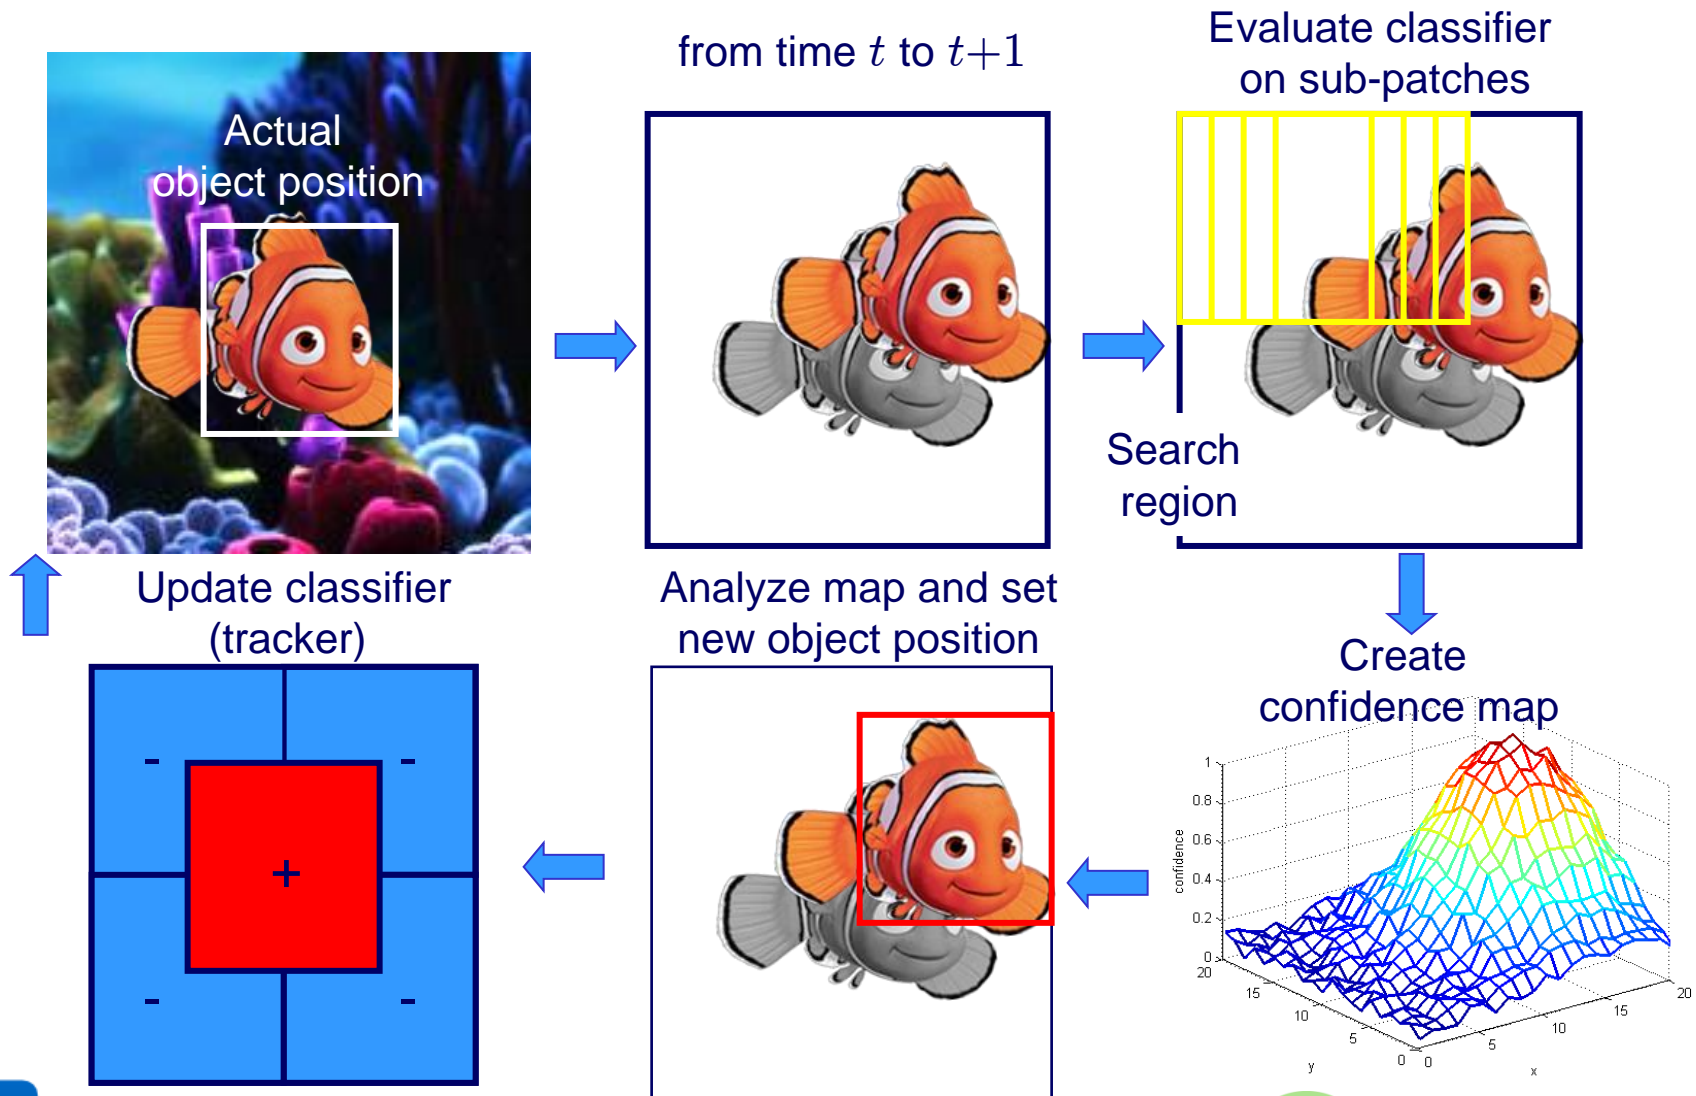 Actual
object position
from time t to t+1
Evaluate classifier
on sub-patches
Search
region
Update classifier
(tracker)
-
-
+
-
-
Analyze map and set
new object position
Create
confidence map
confidence
1
0.8
0.6
0.4
0.2
0
20
15
10
5
0
y
0
5
10
15
20
x